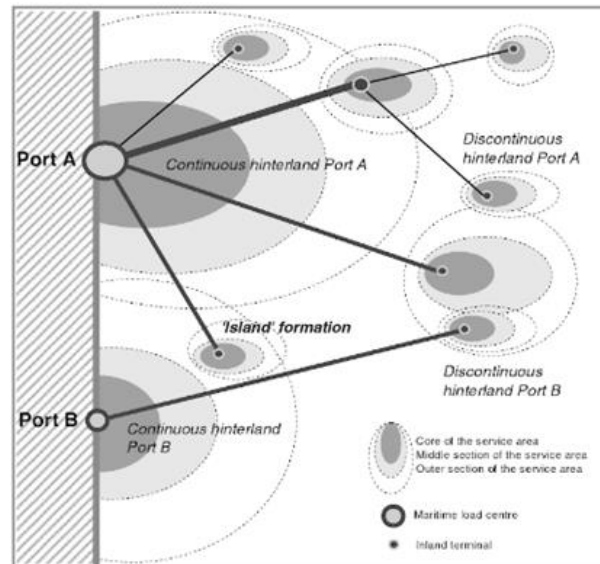 Port A
Continuous hinterland Port A
Discontinuous
hinterland Port A
'Island' formation
Discontinuous
hinterland Port B
Port B
Continuous hinterland
Port B
Core of the service area
Middle section of the service area
Outer section of the service area
Maritime load centre
Inland terminal